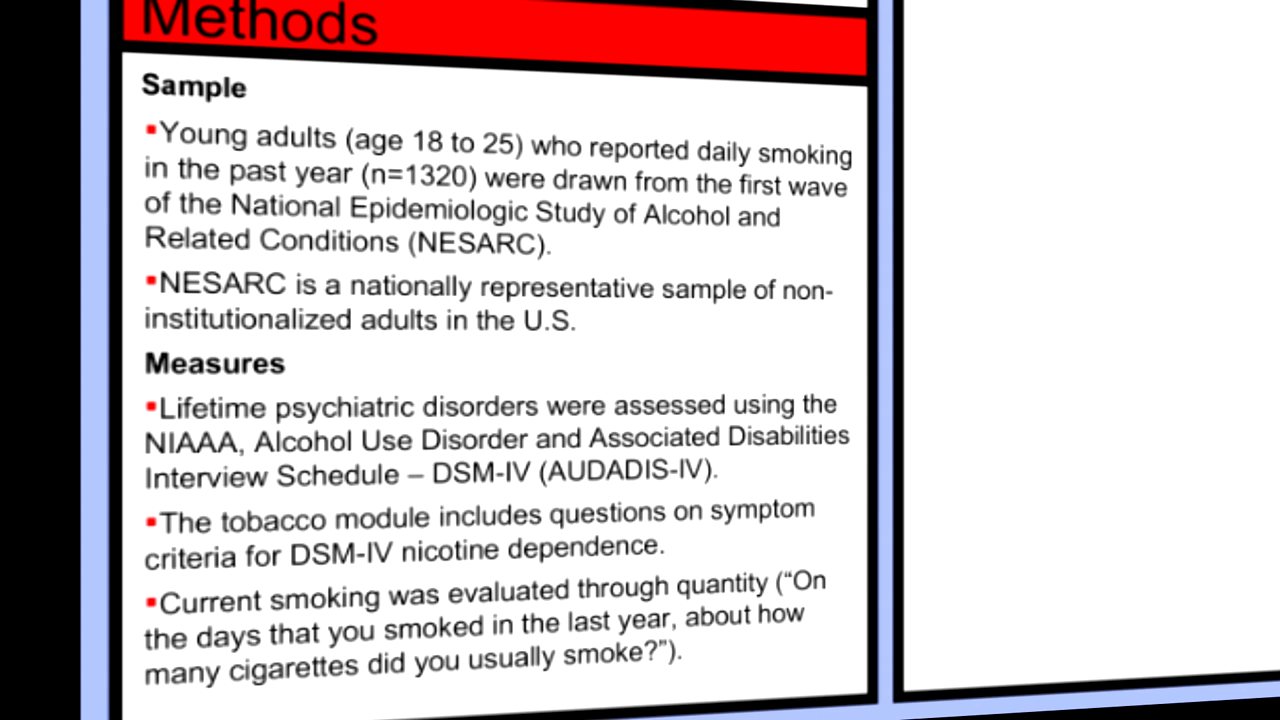 Methods
Sample
▪Young adults (age 18 to 25) who reported daily smoking
in the past year (n=1320) were drawn from the first wave
of the National Epidemiologic Study of Alcohol and
Related Conditions (NESARC).
▪NESARC is a nationally representative sample of non-
institutionalized adults in the U.S.
Measures
▪Lifetime psychiatric disorders were assessed using the
NIAAA, Alcohol Use Disorder and Associated Disabilities
Interview Schedule – DSM-IV (AUDADIS-IV).
▪The tobacco module includes questions on symptom
criteria for DSM-IV nicotine dependence.
▪Current smoking was evaluated through quantity (“On
the days that you smoked in the last year, about how
many cigarettes did you usually smoke?”).